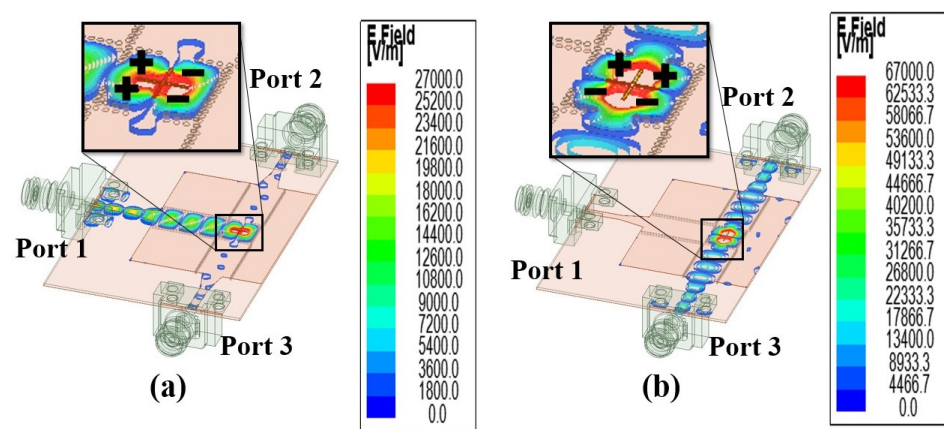 Port 2
Port 1
Port 3
(a)
E Field
[V/m]
27000.0
25200.0
23400.0
21600.0
19800.0
18000.0
16200.0
14400.0
12600.0
10800.0
9000.0
7200.0
5400.0
3600.0
1800.0
0.0
Port 2
Port 1
Port 3
(b)
E Field
[V/m]
67000.0
62533.3
58066.7
53600.0
49133.3
44666.7
40200.0
35733.3
31266.7
26800.0
22333.3
17866.7
13400.0
8933.3
4466.7
0.0